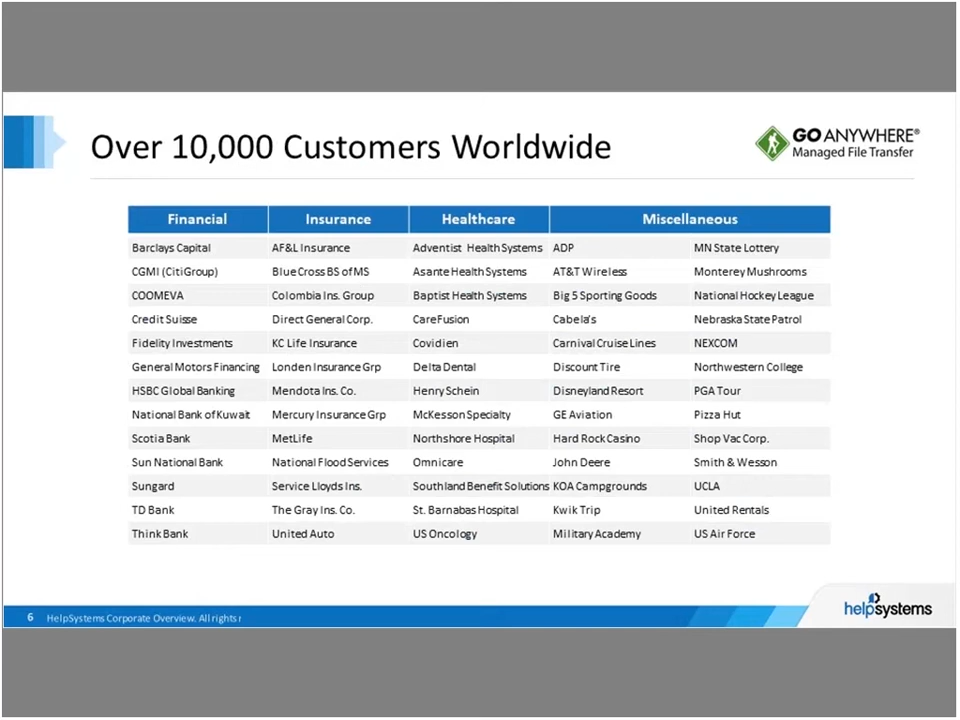 Over 10,000 Customers Worldwide
GO ANYWHERE®
Managed File Transfer
Financial Insurance Healthcare Miscellaneous
Barclays Capital AF&L Insurance Adventist Health Systems ADP MN State Lottery
CGMI (CitiGroup) Blue Cross BS of MS Asante Health Systems AT&T Wireless Monterey Mushrooms
COOMEVA Colombia Ins. Group Baptist Health Systems Big 5 Sporting Goods National Hockey League
Credit Suisse Direct General Corp. CareFusion Cabela's Nebraska State Patrol
Fidelity Investments KC Life Insurance Covidien Carnival Cruise Lines NEXCOM
General Motors Financing Londen Insurance Grp Delta Dental Discount Tire Northwestern College
HSBC Global Banking Mendota Ins. Co. Henry Schein Disneyland Resort PGA Tour
National Bank of Kuwait Mercury Insurance Grp McKesson Specialty GE Aviation Pizza Hut
Scotia Bank MetLife Northshore Hospital Hard Rock Casino Shop Vac Corp.
Sun National Bank National Flood Services Omnicare John Deere Smith & Wesson
Sungard Service Lloyds Ins. Southland Benefit Solutions KOA Campgrounds UCLA
TD Bank The Gray Ins. Co. St. Barnabas Hospital Kwik Trip United Rentals
Think Bank United Auto US Oncology Military Academy US Air Force
6 HelpSystems Corporate Overview. All rights r
helpsystems